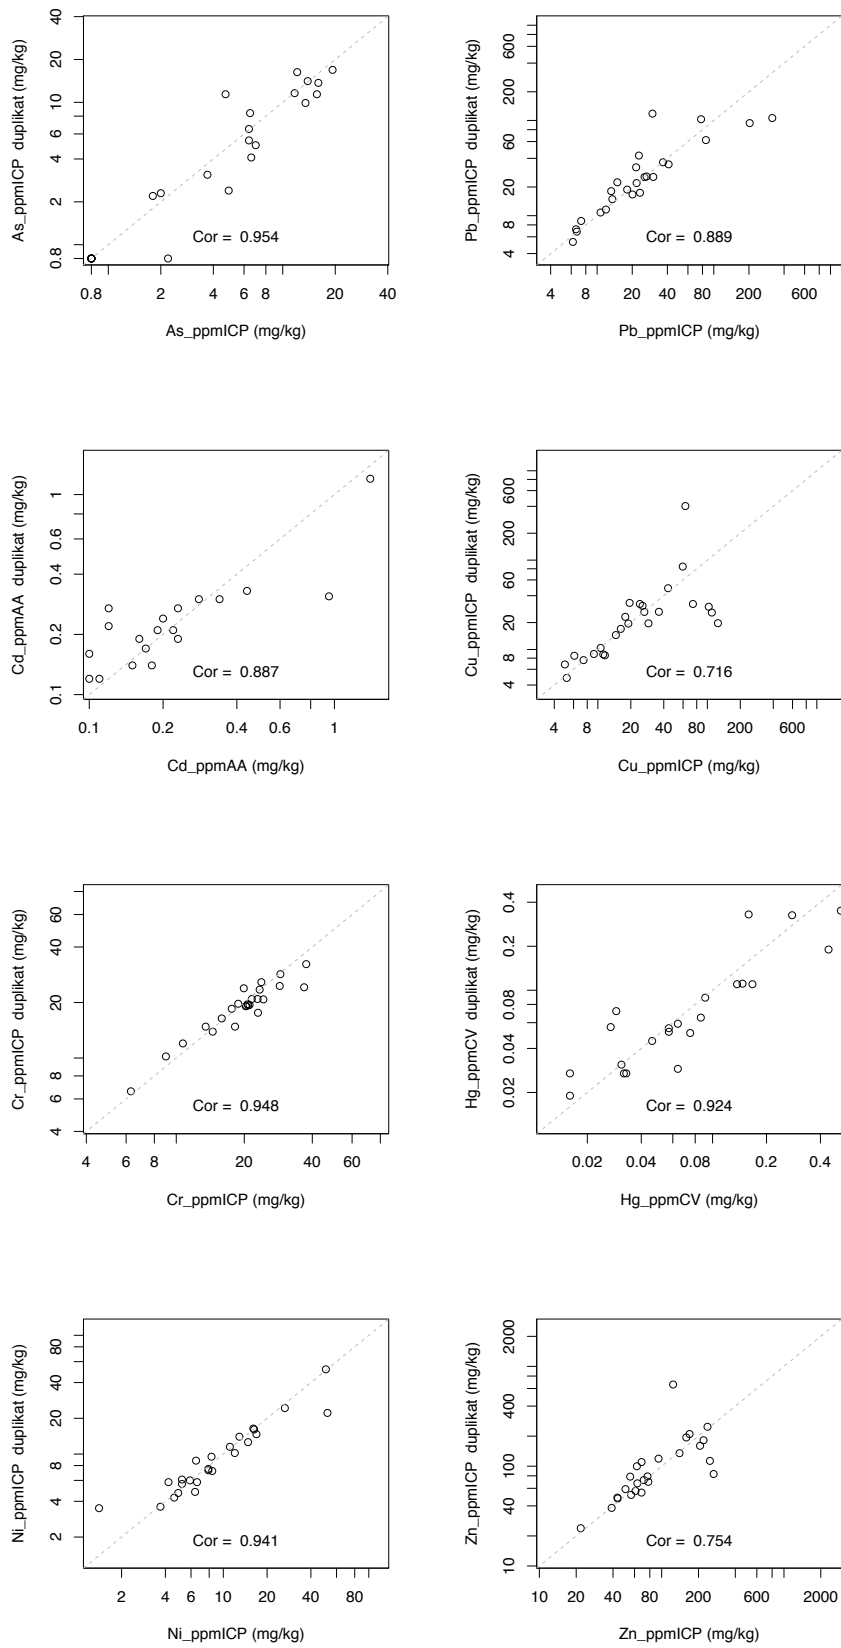 40
20
10
6
4
2
0.8
As_ppmICP duplikat (mg/kg)
Cor = 0.954
0.8 2 4 6 8 20 40
As_ppmICP (mg/kg)
600
200
60
20
8
4
Pb_ppmICP duplikat (mg/kg)
Cor = 0.889
4 8 20 40 80 200 600
Pb_ppmICP (mg/kg)
1
0.6
0.4
0.2
0.1
Cd_ppmAA duplikat (mg/kg)
Cor = 0.887
0.1 0.2 0.4 0.6 1
Cd_ppmAA (mg/kg)
600
200
60
20
8
4
Cu_ppmICP duplikat (mg/kg)
Cor = 0.716
4 8 20 40 80 200 600
Cu_ppmICP (mg/kg)
60
40
20
8
6
4
Cr_ppmICP duplikat (mg/kg)
Cor = 0.948
4 6 8 20 40 60
Cr_ppmICP (mg/kg)
0.4
0.2
0.08
0.04
0.02
Hg_ppmCV duplikat (mg/kg)
Cor = 0.924
0.02 0.04 0.08 0.2 0.4
Hg_ppmCV (mg/kg)
80
40
20
8
4
2
Ni_ppmICP duplikat (mg/kg)
Cor = 0.941
2 4 6 10 20 40 80
Ni_ppmICP (mg/kg)
2000
400
100
40
10
Zn_ppmICP duplikat (mg/kg)
Cor = 0.754
10 20 40 80 200 600 2000
Zn_ppmICP (mg/kg)